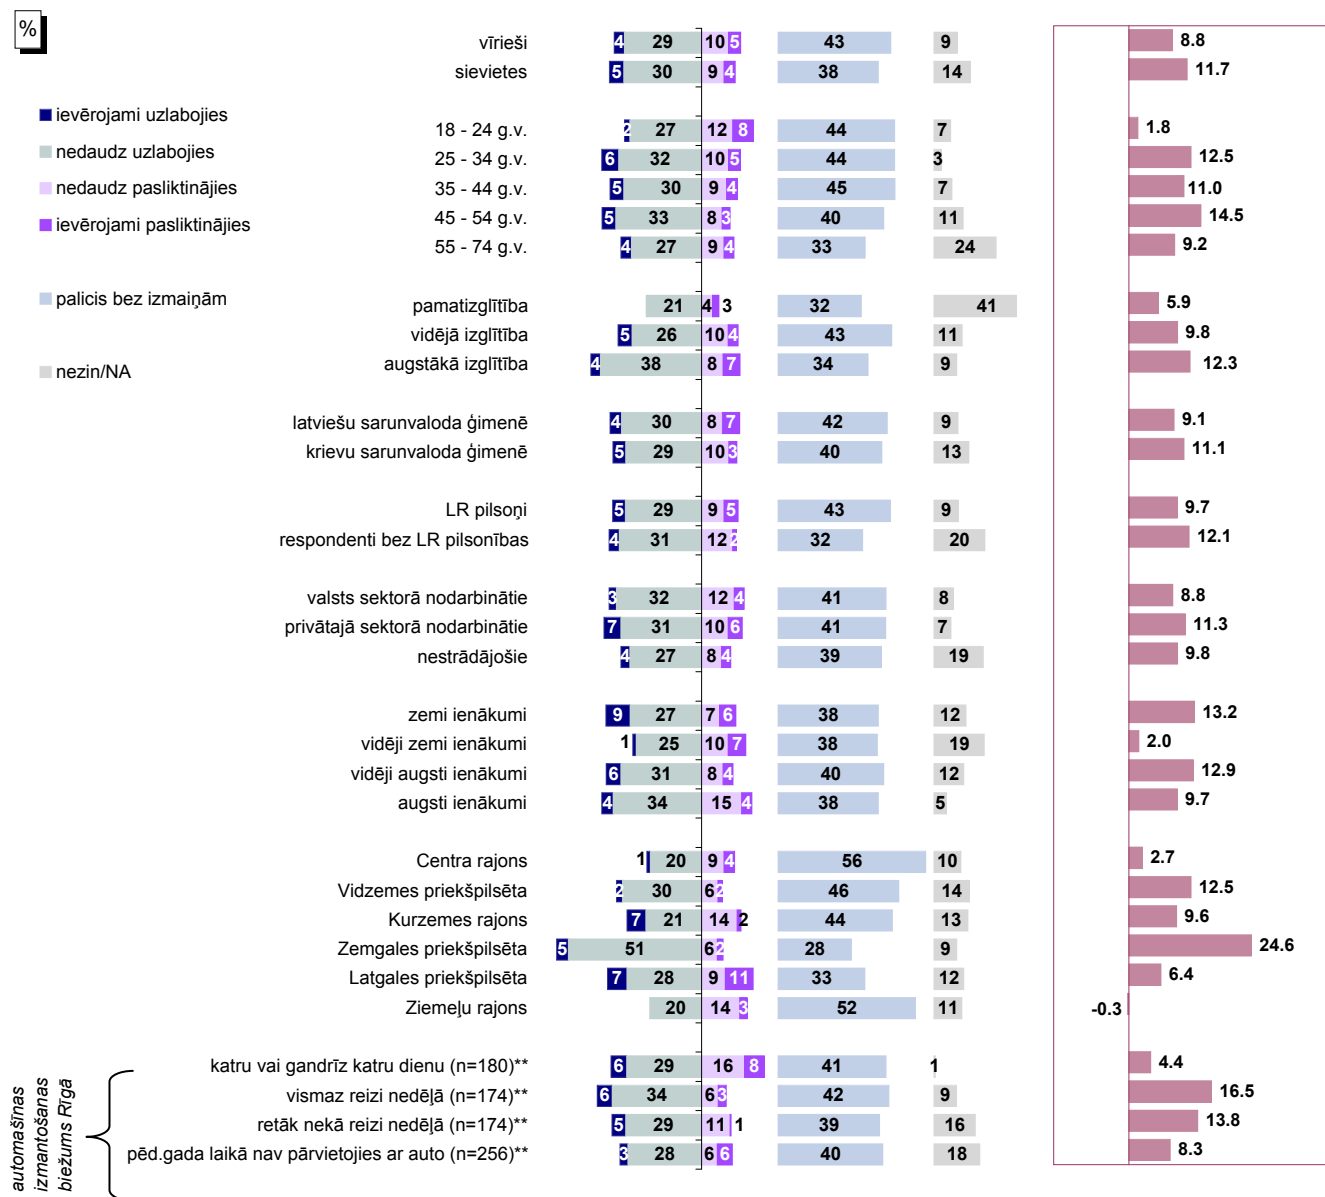 %
vīrieši 4 29 10 5 43 9 8.8
sievietes 5 30 9 4 38 14 11.7
ievērojami uzlabojies
nedaudz uzlabojies
nedaudz pasliktinājies
ievērojami pasliktinājies
palicis bez izmaiņām
nezin/NA
18 - 24 g.v. 2 27 12 8 44 7 1.8
25 - 34 g.v. 6 32 10 5 44 3 12.5
35 - 44 g.v. 5 30 9 4 45 7 11.0
45 - 54 g.v. 5 33 8 3 40 11 14.5
55 - 74 g.v. 4 27 9 4 33 24 9.2
pamatizglītība 21 4 3 32 41 5.9
vidējā izglītība 5 26 10 4 43 11 9.8
augstākā izglītība 4 38 8 7 34 9 12.3
latviešu sarunvaloda ģimenē 4 30 8 7 42 9 9.1
krievu sarunvaloda ģimenē 5 29 10 3 40 13 11.1
LR pilsoņi 5 29 9 5 43 9 9.7
respondenti bez LR pilsonības 4 31 12 2 32 20 12.1
valsts sektorā nodarbinātie 3 32 12 4 41 8 8.8
privātajā sektorā nodarbinātie 7 31 10 6 41 7 11.3
nestrādājošie 4 27 8 4 39 19 9.8
zemi ienākumi 9 27 7 6 38 12 13.2
vidēji zemi ienākumi 1 25 10 7 38 19 2.0
vidēji augsti ienākumi 6 31 8 4 40 12 12.9
augsti ienākumi 4 34 15 4 38 5 9.7
Centra rajons 1 20 9 4 56 10 2.7
Vidzemes priekšpilsēta 2 30 6 2 46 14 12.5
Kurzemes rajons 7 21 14 2 44 13 9.6
Zemgales priekšpilsēta 5 51 6 2 28 9 24.6
Latgales priekšpilsēta 7 28 9 11 33 12 6.4
Ziemeļu rajons 20 14 3 52 11 -0.3
automašīnas
izmantošanas
biežums Rīgā
katru vai gandrīz katru dienu (n=180)** 6 29 16 8 41 1 4.4
vismaz reizi nedēļā (n=174)** 6 34 6 3 42 9 16.5
retāk nekā reizi nedēļā (n=174)** 5 29 11 1 39 16 13.8
pēd.gada laikā nav pārvietojies ar auto (n=256)** 3 28 6 6 40 18 8.3